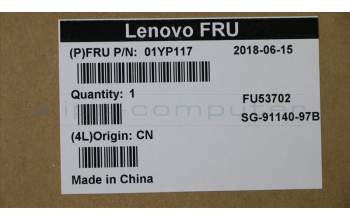 Lenovo FRU
(P)FRU P/N: 01YP117
2018-06-15
Quantity: 1
FU53702
SG-91140-97B
(4L)Origin: CN
Made in China